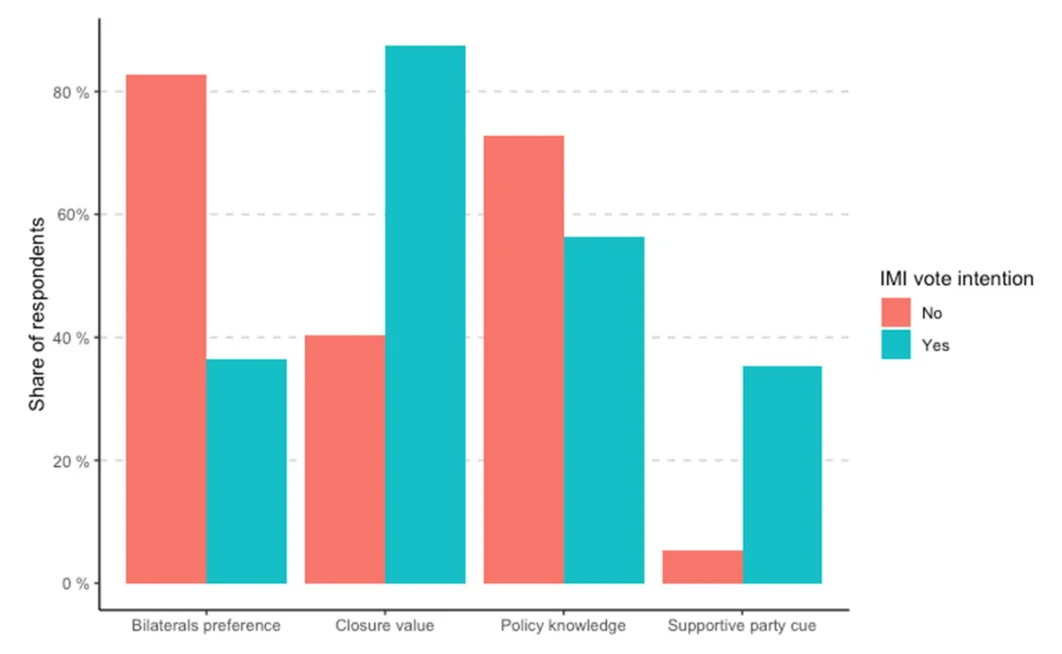 Share of respondents
80 %
60%
40 %
20 %
0 %
Bilaterals preference
Closure value
Policy knowledge
Supportive party cue
IMI vote intention
No
Yes